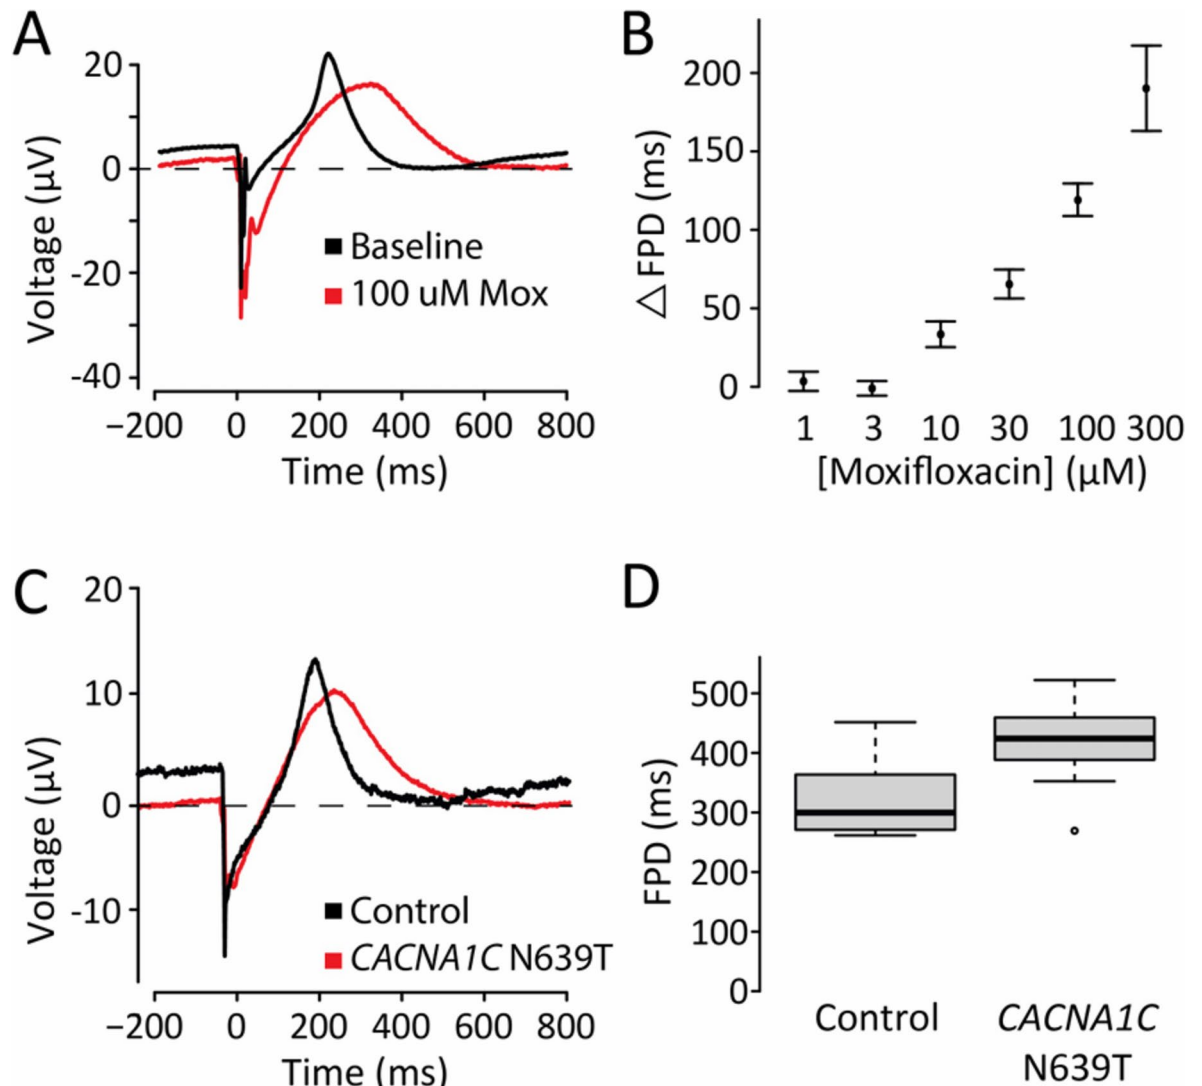 A
20
0
-20
-40
Voltage (µV)
Baseline
100 uM Mox
−200 0 200 400 600 800
Time (ms)
B
200
150
100
50
0
△ FPD (ms)
1 3 10 30 100 300
[Moxifloxacin] (µM)
C
20
10
0
-10
Voltage (µV)
Control
CACNA1C N639T
−200 0 200 400 600 800
Time (ms)
D
500
400
300
200
100
0
FPD (ms)
Control CACNA1C
N639T